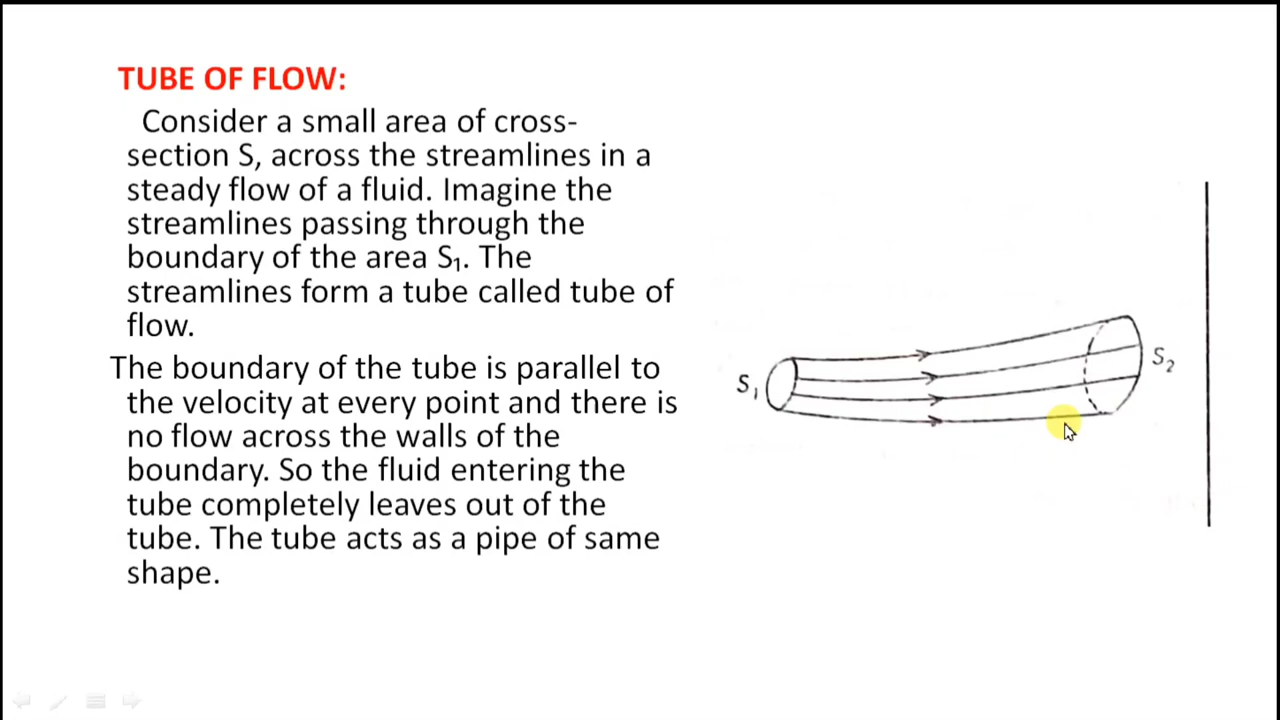 TUBE OF FLOW:
Consider a small area of cross-
section S, across the streamlines in a
steady flow of a fluid. Imagine the
streamlines passing through the
boundary of the area S₁. The
streamlines form a tube called tube of
flow.
The boundary of the tube is parallel to
the velocity at every point and there is
no flow across the walls of the
boundary. So the fluid entering the
tube completely leaves out of the
tube. The tube acts as a pipe of same
shape.
S₁
S₂